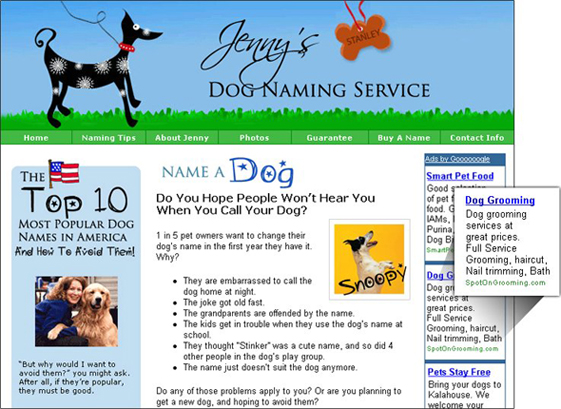 Jenny's
STANLEY
DOG NAMING SERVICE
Home
Naming Tips
About Jenny
Photos
Guarantee
Buy A Name
Contact Info
THE
Top 10
MOST POPULAR DOG
NAMES IN AMERICA
And How To Avoid Them!
"But why would I want to
avoid them?" you might ask.
After all, if they're popular,
they must be good.
NAME A Dog
Do You Hope People Won't Hear You
When You Call Your Dog?
1 in 5 pet owners want to change their
dog's name in the first year they have it.
Why?
Snoopy
• They are embarrassed to call the
dog home at night.
• The joke got old fast.
• The grandparents are offended by the name.
• The kids get in trouble when they use the dog's name at
school.
• They thought "Stinker" was a cute name, and so did 4
other people in the dog's play group.
• The name just doesn't suit the dog anymore.
Do any of those problems apply to you? Or are you planning to
get a new dog, and hoping to avoid them?
Ads by Goooooogle
Smart Pet Food
Good
of pet
food.
IAMs,
Purina,
Dog
Dog
Dog
services at
great prices.
Full Service
Grooming, haircut,
Nail trimming, Bath
SpotOnGrooming.com
Pets Stay Free
Bring your dogs to
Kalahouse. We
welcome your
Dog Grooming
Dog grooming
services at
great prices.
Full Service
Grooming, haircut,
Nail trimming, Bath
SpotOnGrooming.com